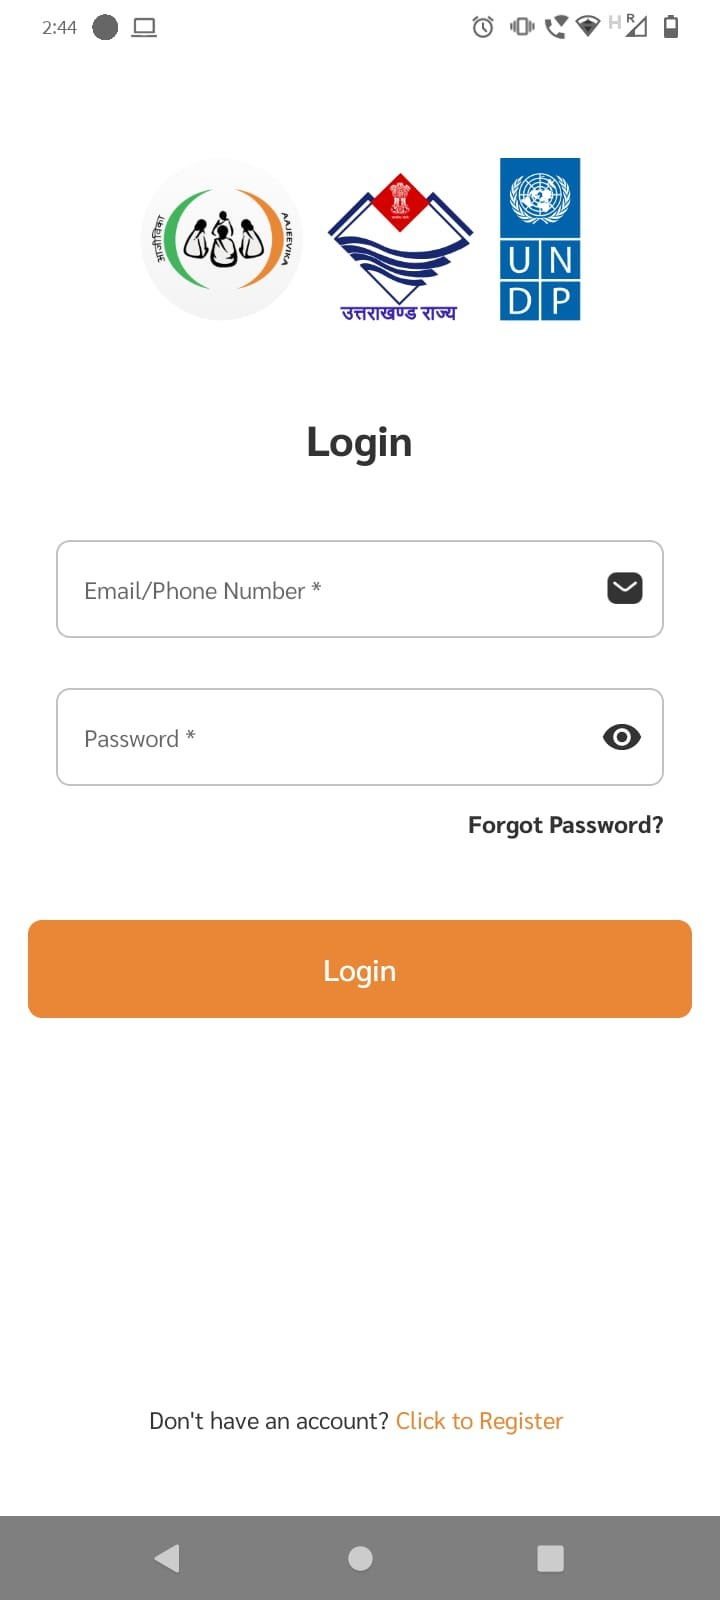 2:44
H R
आजीविका
AAJEEVIKA
उत्तराखण्ड राज्य
U N
D P
Login
Email/Phone Number *
Password *
Forgot Password?
Login
Don't have an account? Click to Register